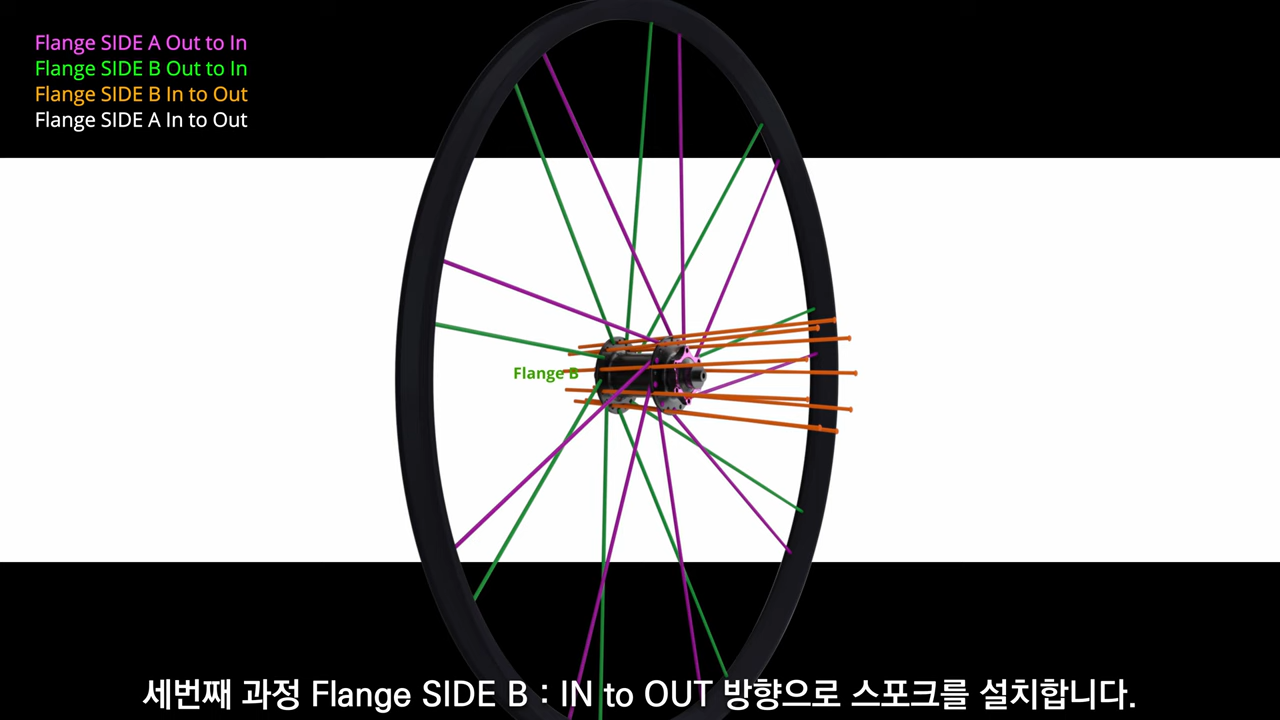 Flange SIDE A Out to In
Flange SIDE B Out to In
Flange SIDE B In to Out
Flange SIDE A In to Out
Flange B
세번째 과정 Flange SIDE B : IN to OUT 방향으로 스포크를 설치합니다.